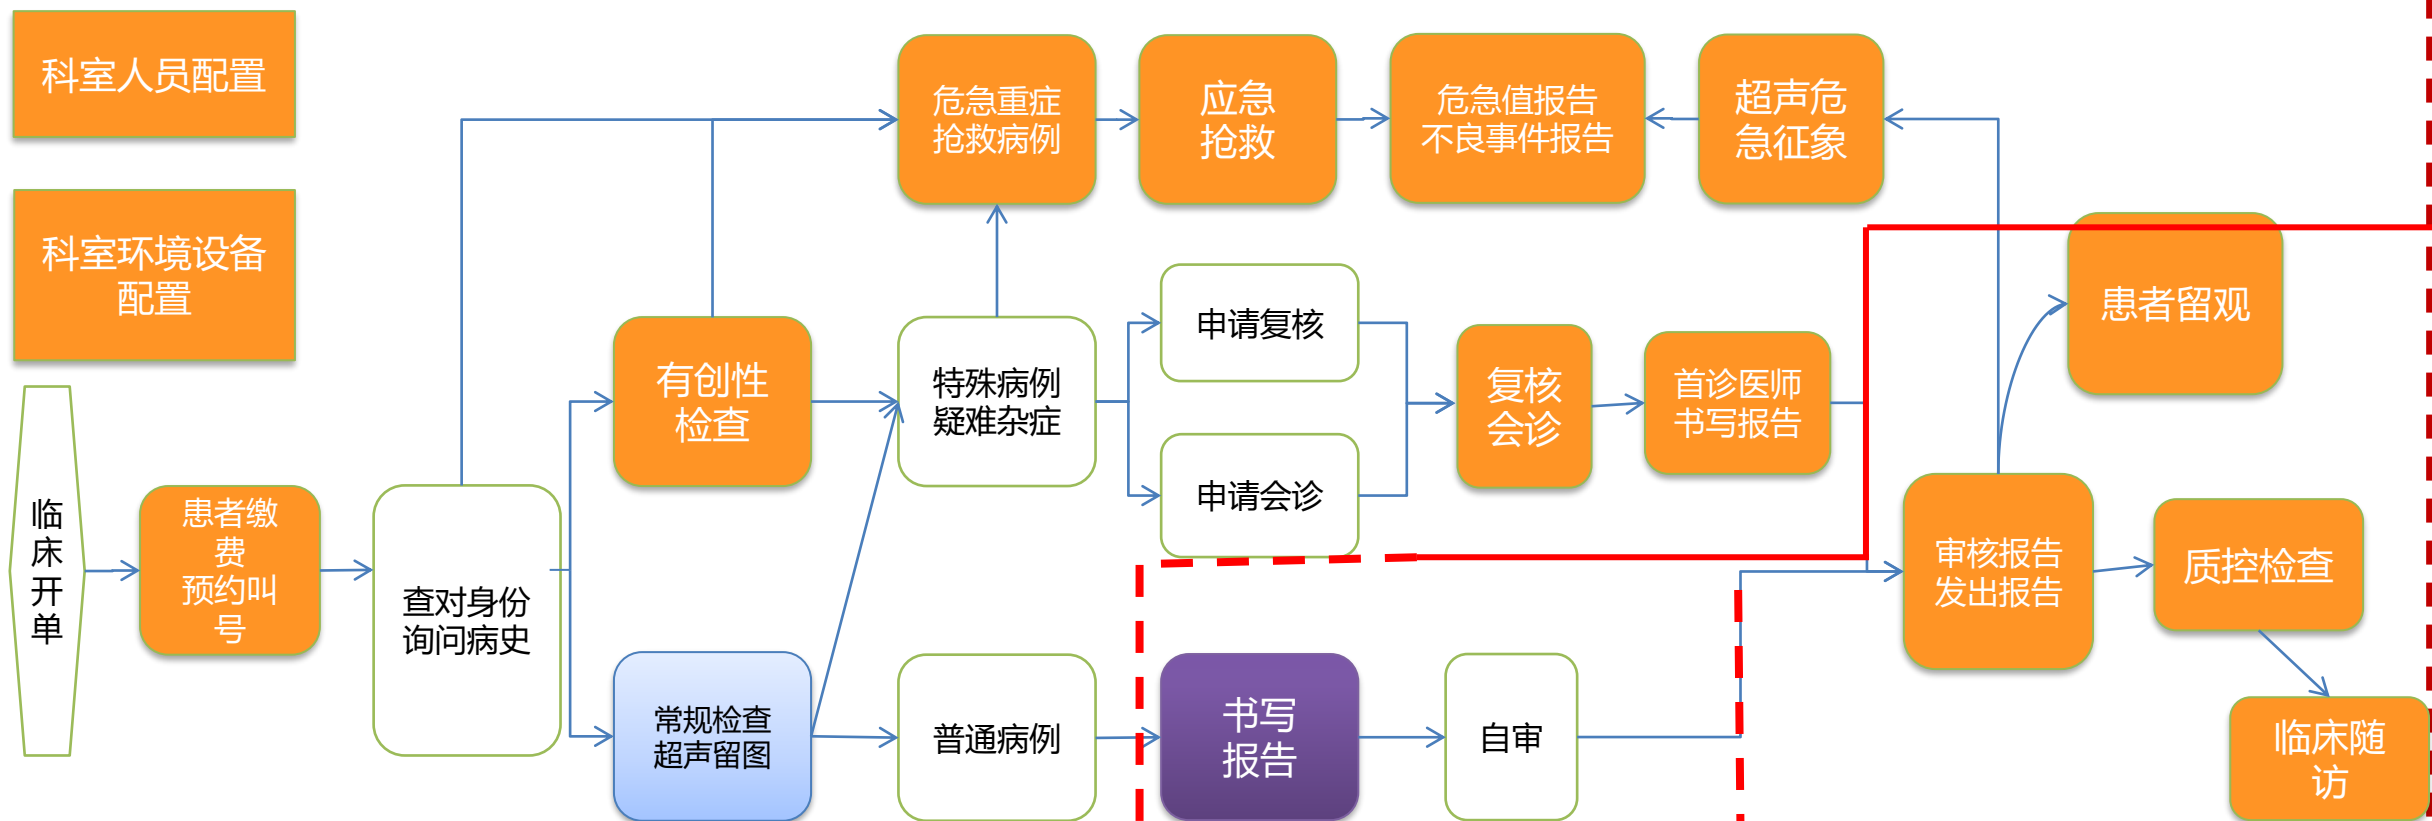 科室人员配置
科室环境设备
配置
临
床
开
单
患者缴
费
预约叫
号
查对身份
询问病史
有创性
检查
常规检查
超声留图
危急重症
抢救病例
特殊病例
疑难杂症
普通病例
应急
抢救
申请复核
申请会诊
书写
报告
危急值报告
不良事件报告
复核
会诊
自审
首诊医师
书写报告
超声危
急征象
审核报告
发出报告
患者留观
质控检查
临床随
访